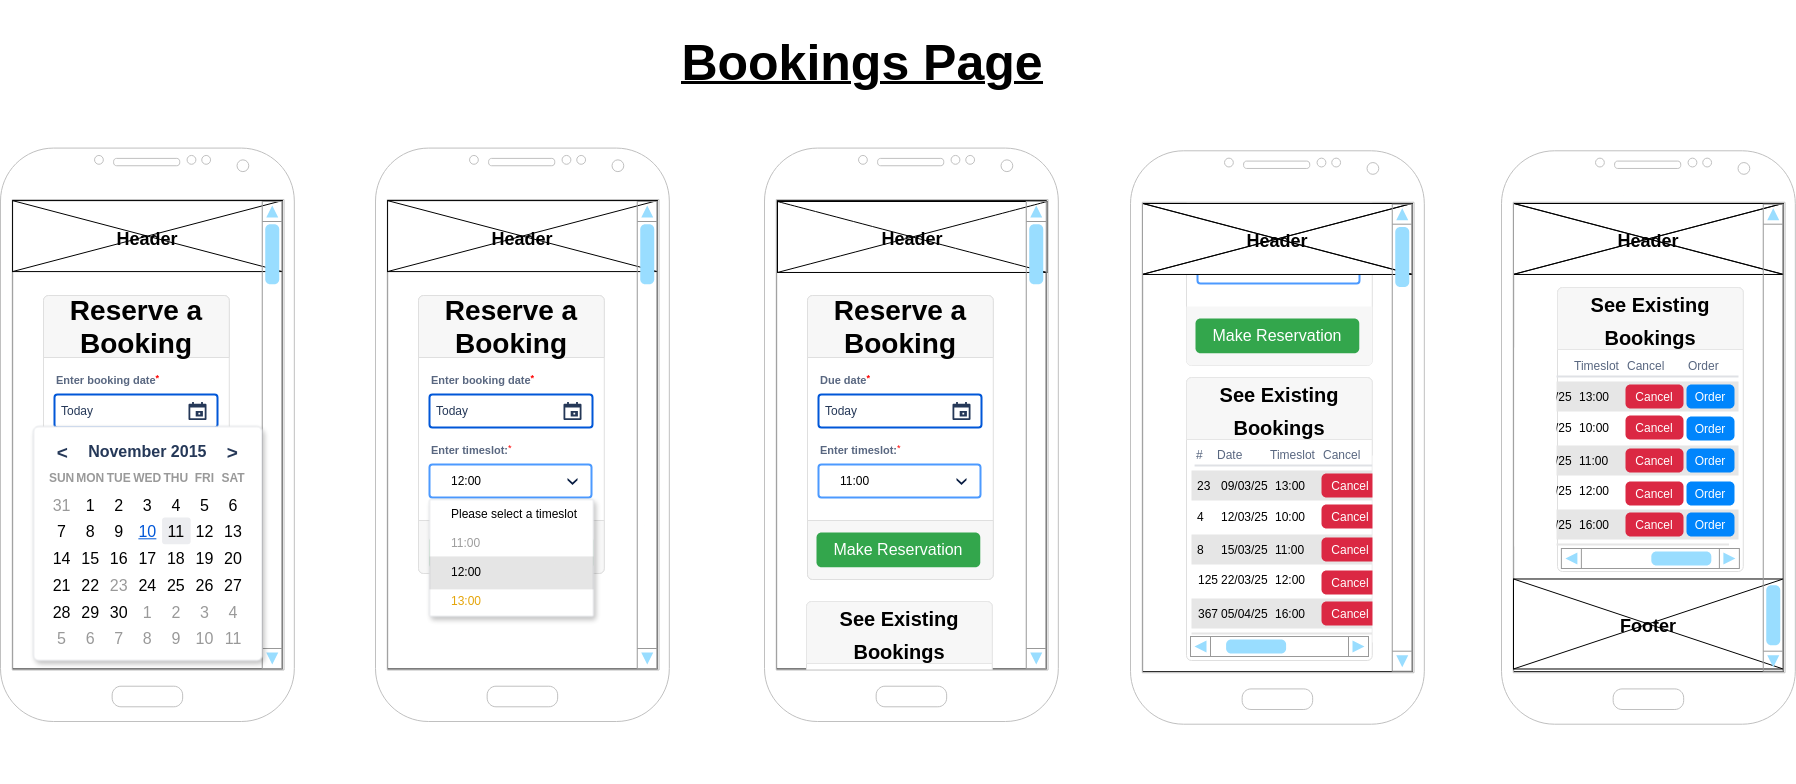 Bookings Page
Header
Reserve a
Booking
Enter booking date*
Today
< November 2015 >
SUN MON TUE WED THU FRI SAT
31 1 2 3 4 5 6
7 8 9 10 11 12 13
14 15 16 17 18 19 20
21 22 23 24 25 26 27
28 29 30 1 2 3 4
5 6 7 8 9 10 11
Header
Reserve a
Booking
Enter booking date*
Today
Enter timeslot:*
12:00
Please select a timeslot
11:00
12:00
13:00
Header
Reserve a
Booking
Due date*
Today
Enter timeslot:*
11:00
Make Reservation
See Existing
Bookings
Header
Make Reservation
See Existing
Bookings
# Date Timeslot Cancel
23 09/03/25 13:00 Cancel
4 12/03/25 10:00 Cancel
8 15/03/25 11:00 Cancel
125 22/03/25 12:00 Cancel
367 05/04/25 16:00 Cancel
Header
See Existing
Bookings
Timeslot Cancel Order
/25 13:00 Cancel Order
/25 10:00 Cancel Order
/25 11:00 Cancel Order
/25 12:00 Cancel Order
/25 16:00 Cancel Order
Footer